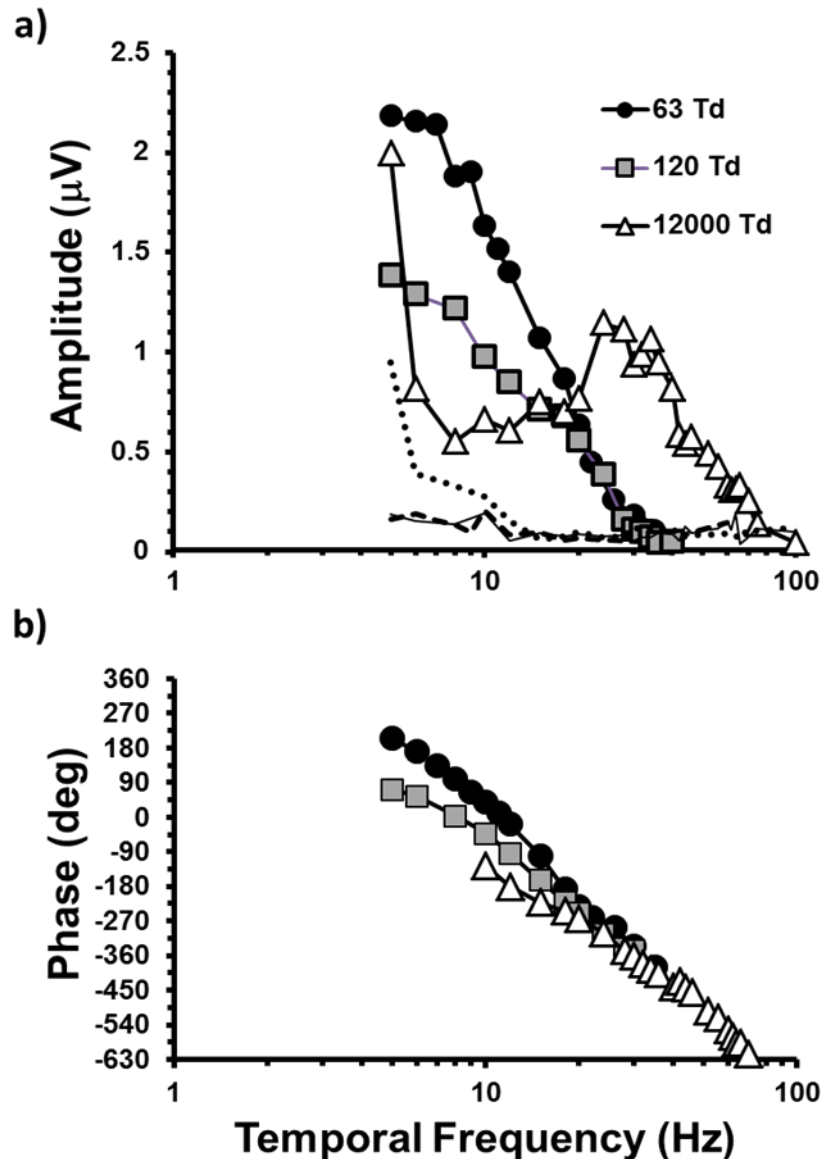 a)
2.5
2
1.5
1
0.5
0
Amplitude (μV)
63 Td
120 Td
12000 Td
1 10 100
b)
360
270
180
90
0
-90
-180
-270
-360
-450
-540
-630
Phase (deg)
1 10 100
Temporal Frequency (Hz)